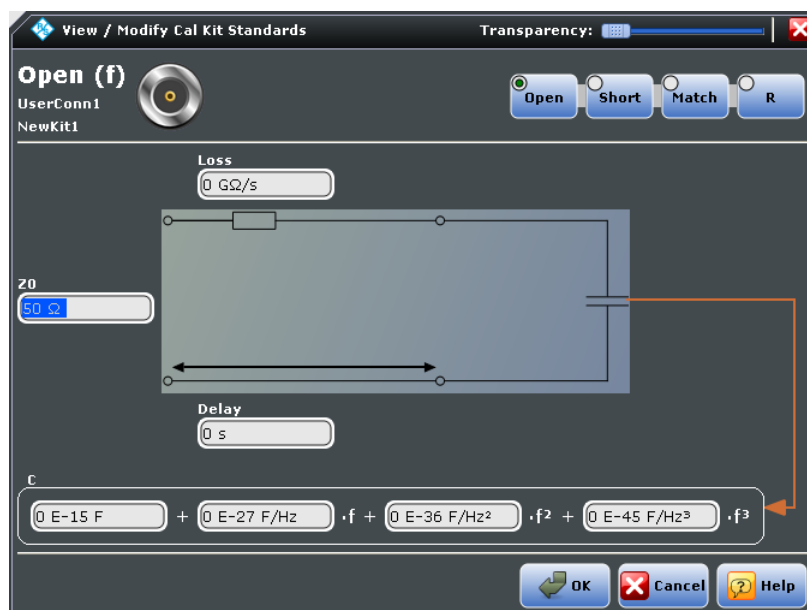 View / Modify Cal Kit Standards Transparency:
Open (f)
UserConn1
NewKit1
Open Short Match R
Loss
0 GΩ/s
Z0
50 Ω
Delay
0 s
C
0 E-15 F + 0 E-27 F/Hz ·f + 0 E-36 F/Hz² ·f² + 0 E-45 F/Hz³ ·f³
OK Cancel Help